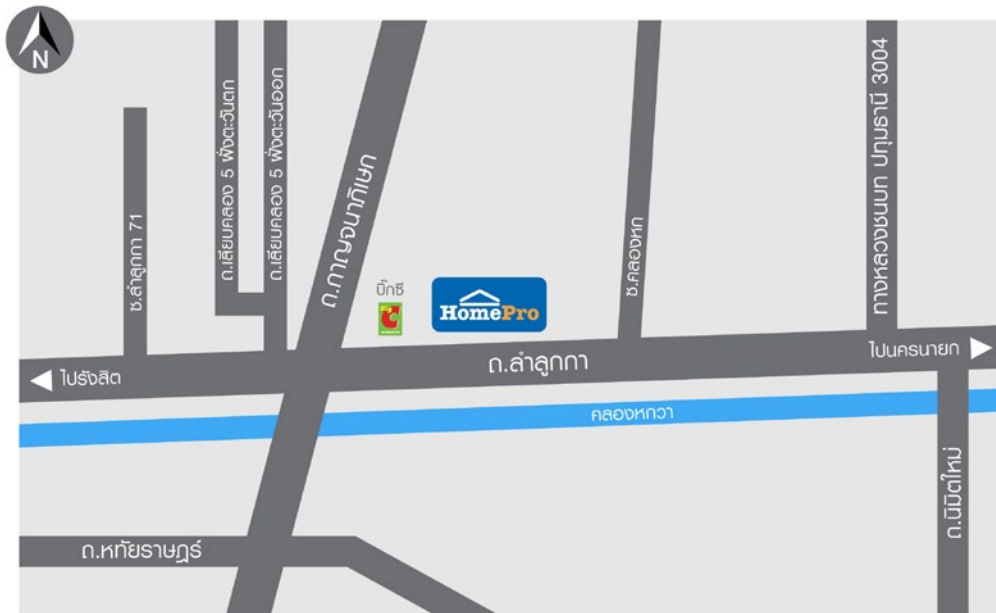 N
ซ.ลำลูกกา 71
ถ.เลียบคลอง 5 ฝั่งตะวันตก
ถ.เลียบคลอง 5 ฝั่งตะวันออก
ถ.กาญจนาภิเษก
บิ๊กซี
Big C
HomePro
ซ.คลองหก
ทางหลวงชนบท ปทุมธานี 3004
ไปรังสิต
ถ.ลำลูกกา
ไปนครนายก
คลองหกวา
ถ.หทัยราษฎร์
ถ.นิมิตใหม่